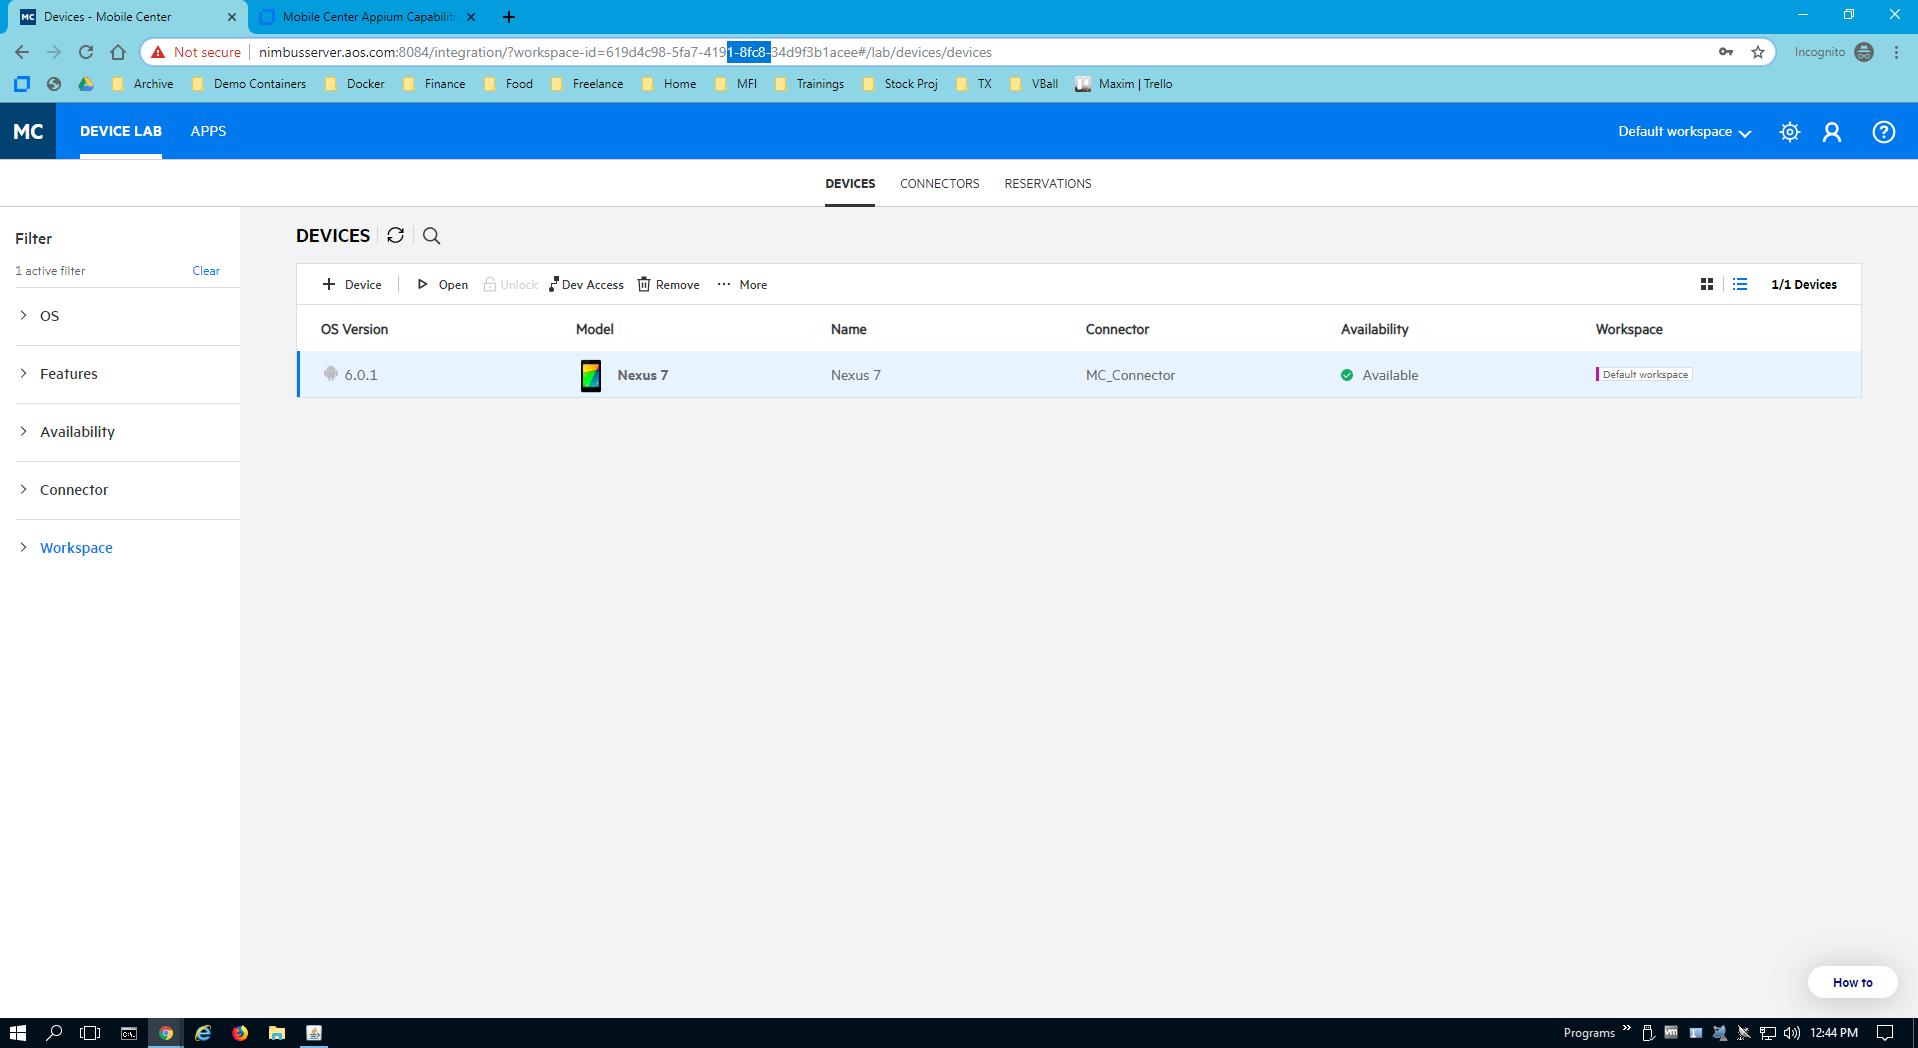 MC Devices - Mobile Center
Mobile Center Appium Capabiliti
Not secure nimbusserver.aos.com:8084/integration/?workspace-id=619d4c98-5fa7-4191-8fc8-34d9f3b1acee#/lab/devices/devices Incognito
Archive Demo Containers Docker Finance Food Freelance Home MFI Trainings Stock Proj TX VBall Maxim | Trello
MC DEVICE LAB APPS Default workspace
DEVICES CONNECTORS RESERVATIONS
Filter
1 active filter Clear
OS
Features
Availability
Connector
Workspace
DEVICES
Device Open Unlock Dev Access Remove More 1/1 Devices
OS Version Model Name Connector Availability Workspace
6.0.1 Nexus 7 Nexus 7 MC_Connector Available Default workspace
How to
Programs 12:44 PM